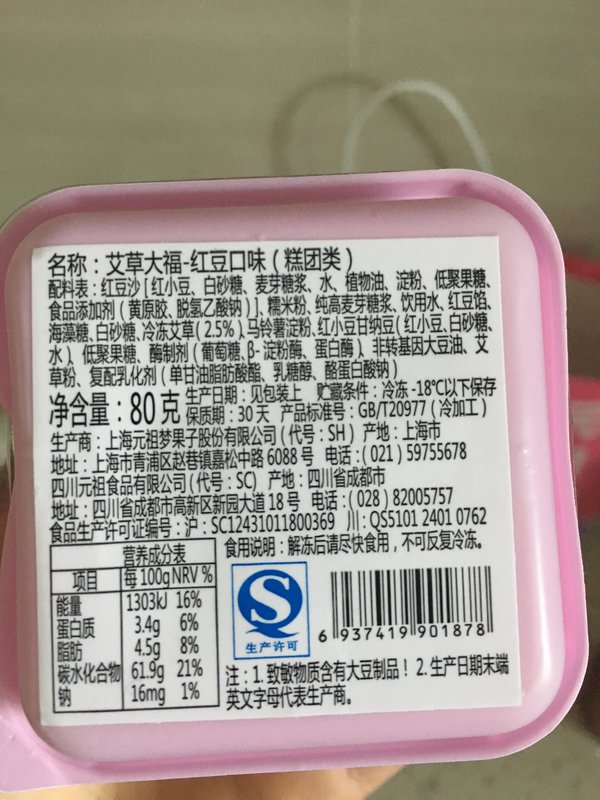 名称：艾草大福-红豆口味（糕团类）
配料表：红豆沙［红小豆、白砂糖、麦芽糖浆、水、植物油、淀粉、低聚果糖、
食品添加剂（黄原胶、脱氢乙酸钠）］、糯米粉、纯高麦芽糖浆、饮用水、红豆馅、
海藻糖、白砂糖、冷冻艾草（2.5%）、马铃薯淀粉、红小豆甘纳豆（红小豆、白砂糖、
水）、低聚果糖、酶制剂（葡萄糖、β-淀粉酶、蛋白酶）、非转基因大豆油、艾
草粉、复配乳化剂（单甘油脂肪酸酯、乳糖醇、酪蛋白酸钠）
净含量：80克 生产日期：见包装上 贮藏条件：冷冻 -18℃以下保存
保质期：30天 产品标准号：GB/T20977（冷加工）
生产商：上海元祖梦果子股份有限公司（代号：SH） 产地：上海市
地址：上海市青浦区赵巷镇嘉松中路6088号 电话：（021）59755678
四川元祖食品有限公司（代号：SC） 产地：四川省成都市
地址：四川省成都市高新区新园大道18号 电话：（028）82005757
食品生产许可证编号：沪：SC12431011800369 川：QS5101 2401 0762
营养成分表
项目 每100g NRV %
能量 1303kJ 16%
蛋白质 3.4g 6%
脂肪 4.5g 8%
碳水化合物 61.9g 21%
钠 16mg 1%
食用说明：解冻后请尽快食用，不可反复冷冻。
生产许可
6 937419 901878
注：1.致敏物质含有大豆制品！2.生产日期末端
英文字母代表生产商。